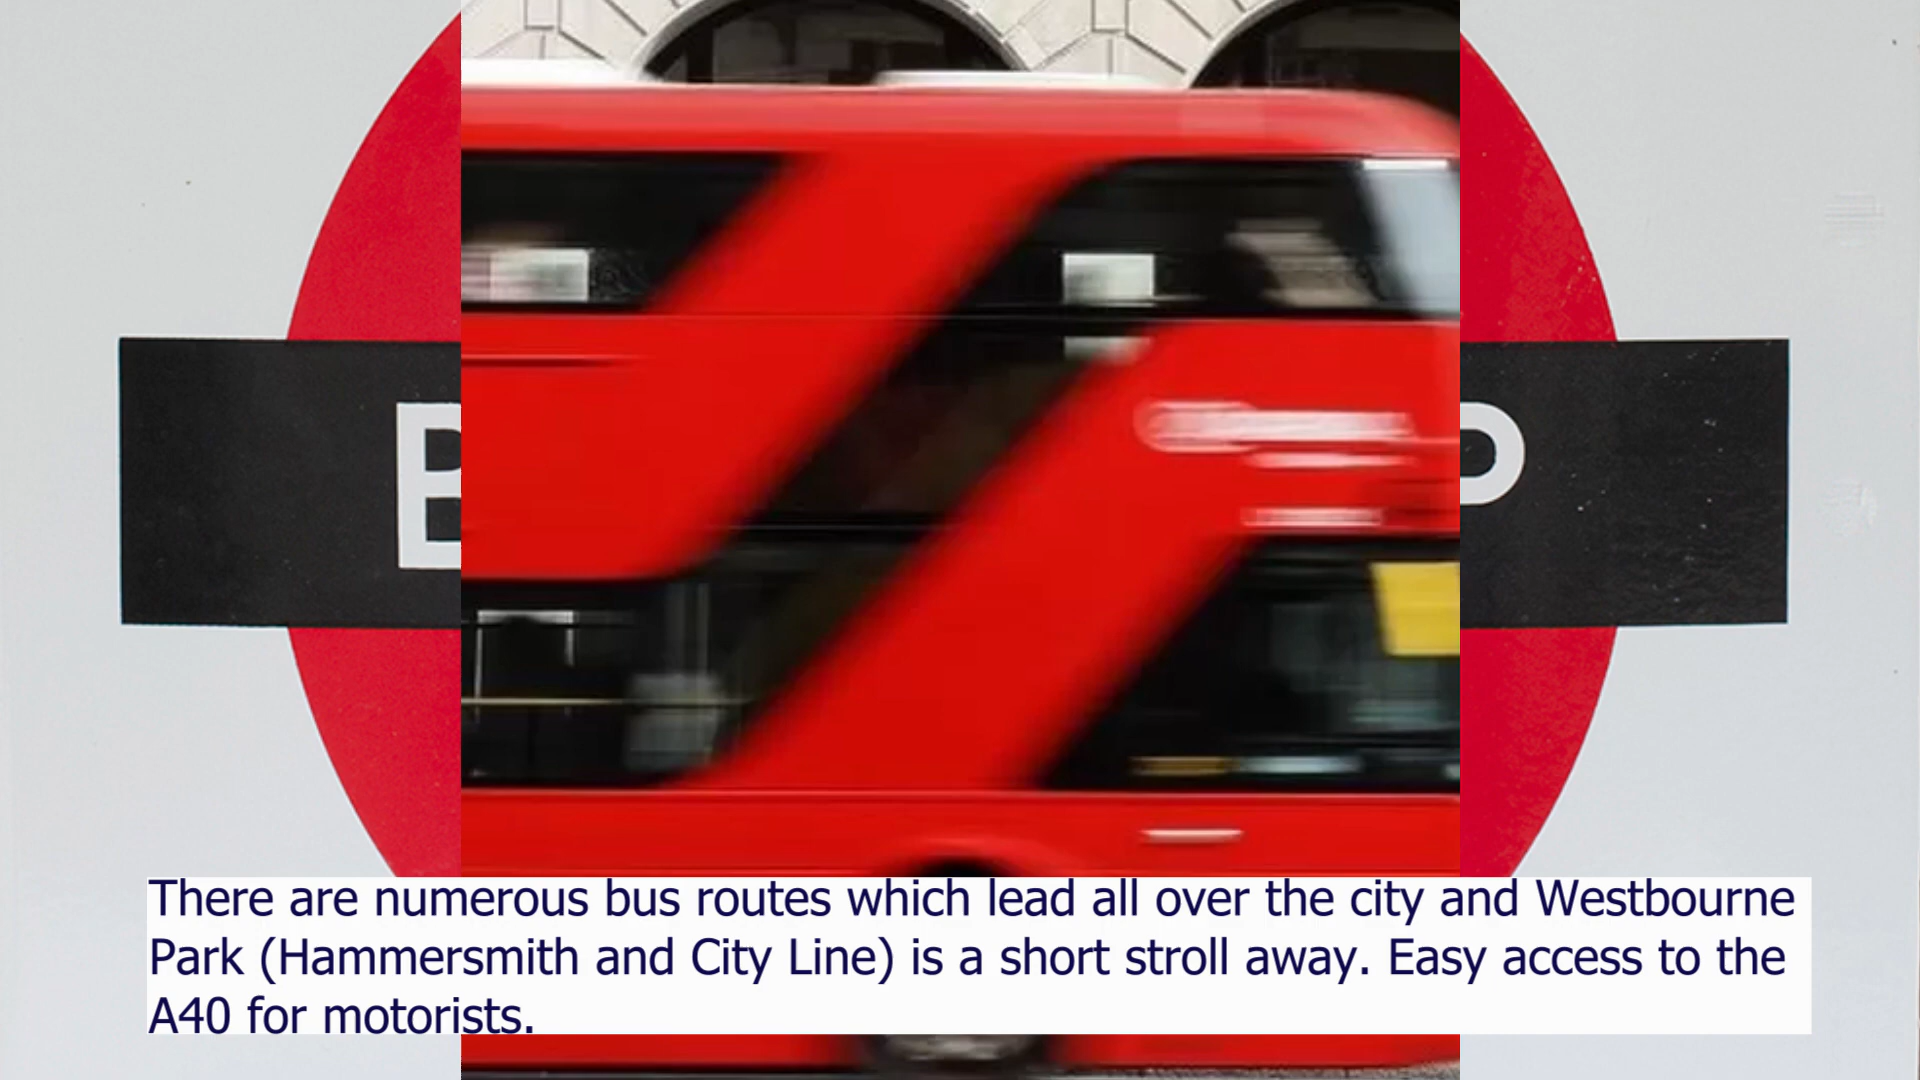 B P
There are numerous bus routes which lead all over the city and Westbourne
Park (Hammersmith and City Line) is a short stroll away. Easy access to the
A40 for motorists.